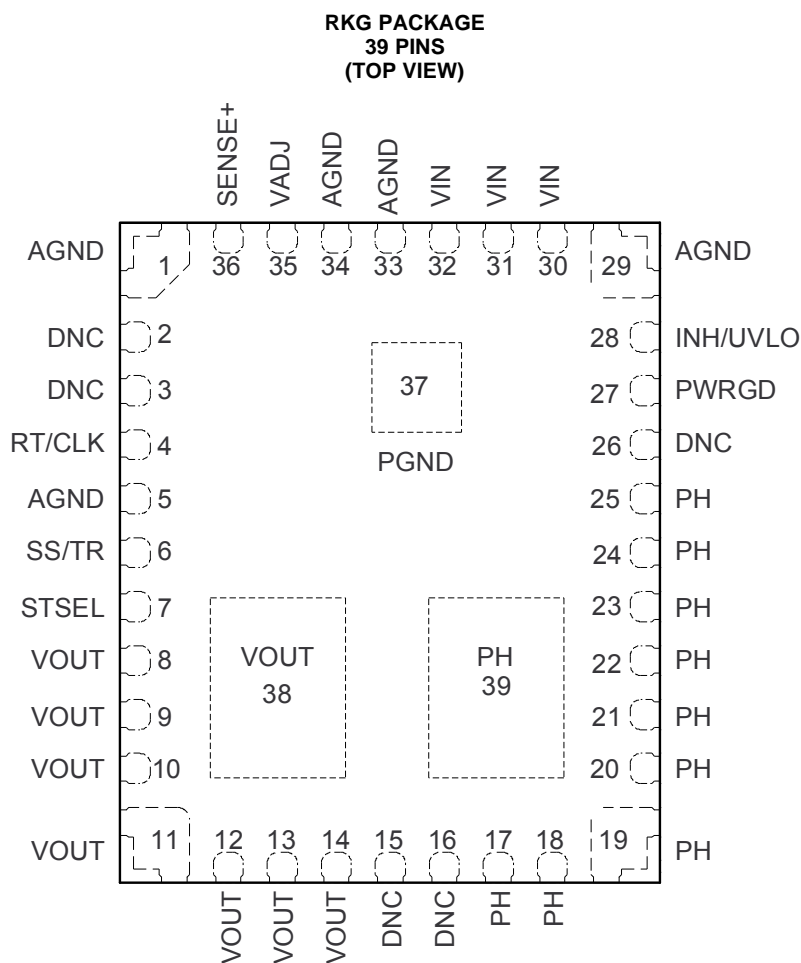 RKG PACKAGE
39 PINS
(TOP VIEW)
SENSE+
VADJ
AGND
AGND
VIN
VIN
VIN
AGND
1
36
35
34
33
32
31
30
29
AGND
DNC
2
28
INH/UVLO
DNC
3
37
27
PWRGD
RT/CLK
4
26
DNC
PGND
AGND
5
25
PH
SS/TR
6
24
PH
STSEL
7
23
PH
VOUT
8
VOUT
38
PH
39
22
PH
VOUT
9
21
PH
VOUT
10
20
PH
VOUT
11
12
13
14
15
16
17
18
19
PH
VOUT
VOUT
VOUT
DNC
DNC
PH
PH